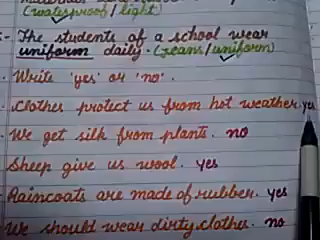 (waterproof/light)
- The students of a school wear
uniform daily. (jeans/uniform)
- Write 'yes' or 'no'.
- Clothes protect us from hot weather. yes
- We get silk from plants. no
Sheep give us wool. yes
Raincoats are made of rubber. yes
We should wear dirty clothes. no